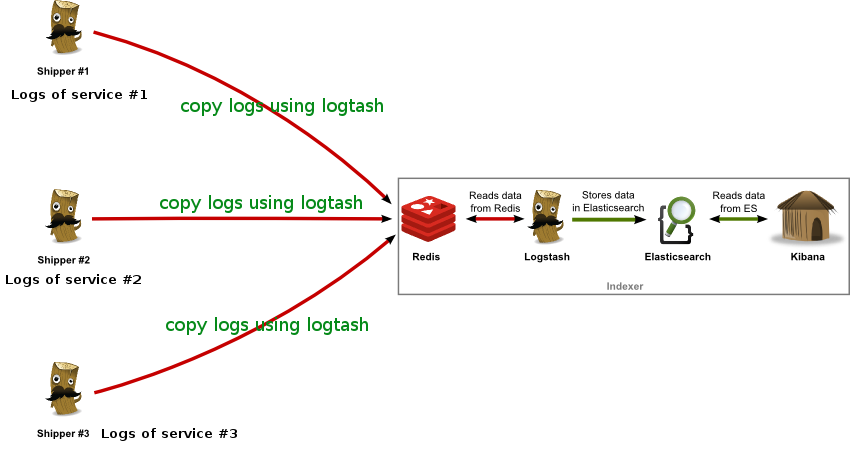 Shipper #1
Logs of service #1
copy logs using logtash
copy logs using logtash
Shipper #2
Logs of service #2
copy logs using logtash
Shipper #3
Logs of service #3
Reads data
from Redis
Stores data
in Elasticsearch
Reads data
from ES
Redis
Logstash
Elasticsearch
Kibana
Indexer